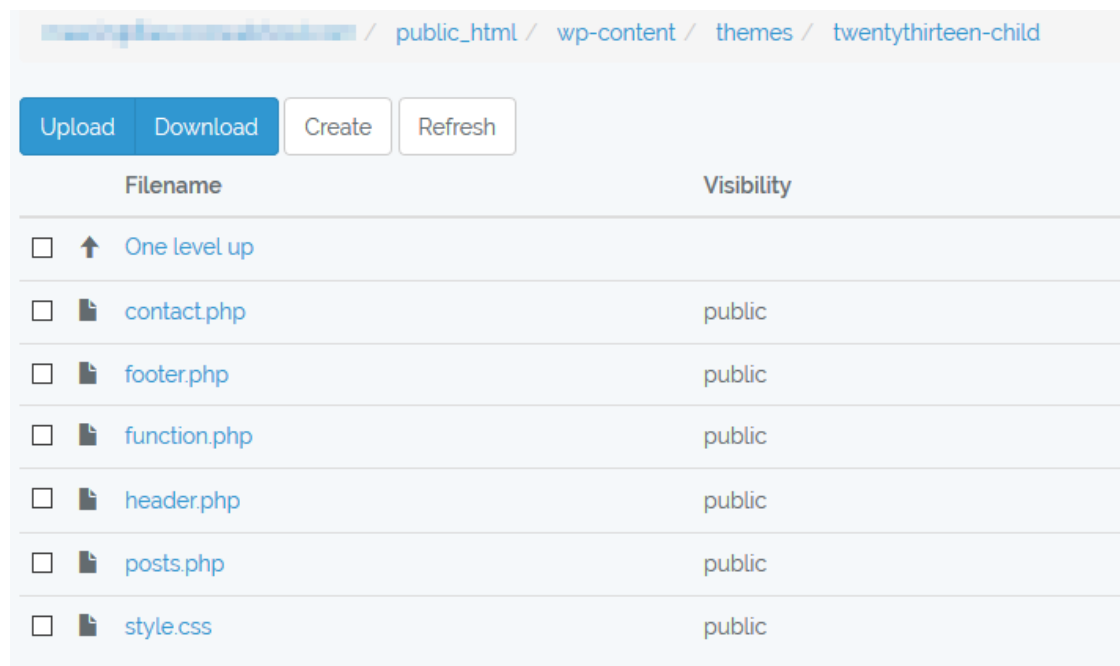 / public_html / wp-content / themes / twentythirteen-child
Upload Download Create Refresh
Filename Visibility
One level up
contact.php public
footer.php public
function.php public
header.php public
posts.php public
style.css public